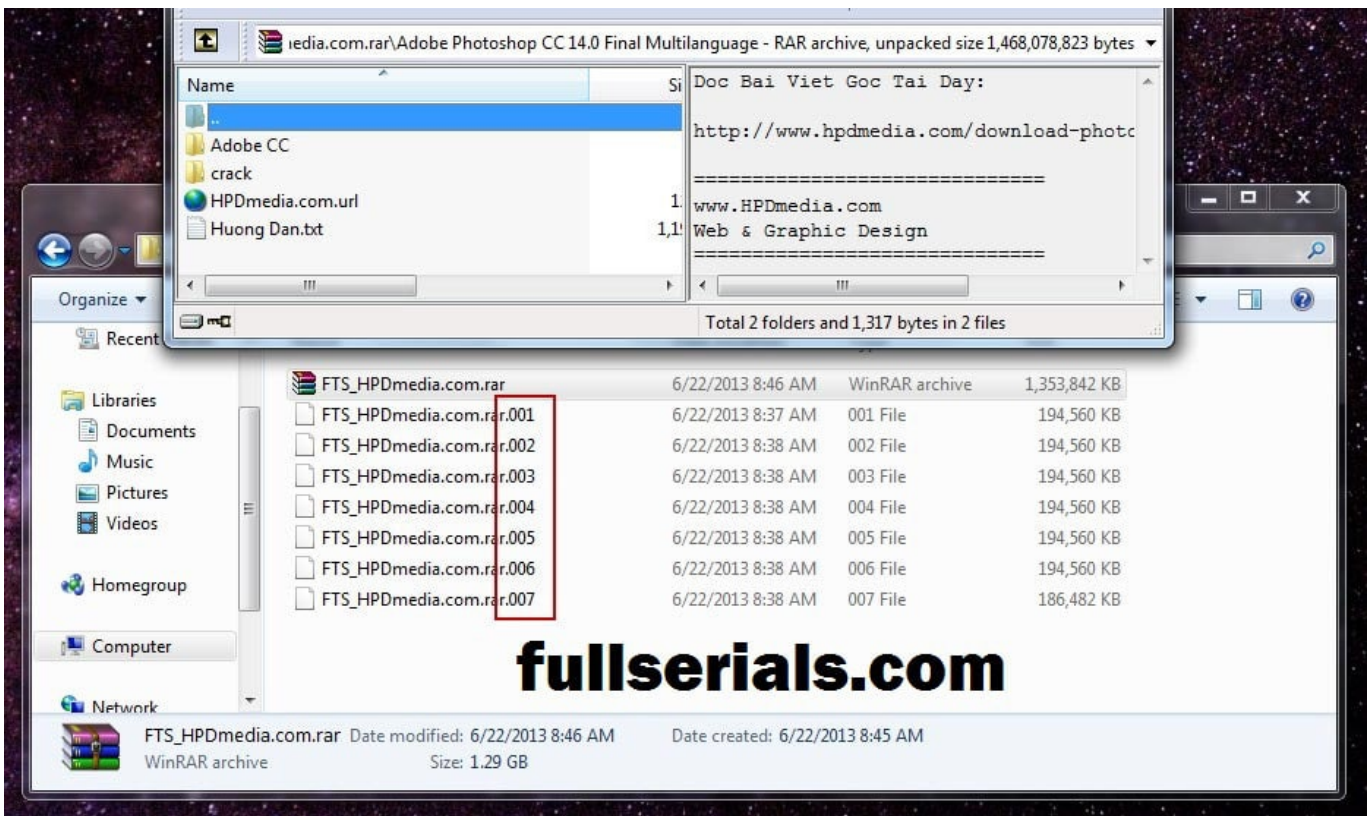 edia.com.rar\Adobe Photoshop CC 14.0 Final Multilanguage - RAR archive, unpacked size 1,468,078,823 bytes
Name
Si
..
Adobe CC
crack
HPDmedia.com.url
1
Huong Dan.txt
1,1
Doc Bai Viet Goc Tai Day:
http://www.hpdmedia.com/download-photo
==============================
www.HPDmedia.com
Web & Graphic Design
==============================
Total 2 folders and 1,317 bytes in 2 files
Organize
Recent
Libraries
Documents
Music
Pictures
Videos
Homegroup
Computer
Network
FTS_HPDmedia.com.rar 6/22/2013 8:46 AM WinRAR archive 1,353,842 KB
FTS_HPDmedia.com.rar.001 6/22/2013 8:37 AM 001 File 194,560 KB
FTS_HPDmedia.com.rar.002 6/22/2013 8:38 AM 002 File 194,560 KB
FTS_HPDmedia.com.rar.003 6/22/2013 8:38 AM 003 File 194,560 KB
FTS_HPDmedia.com.rar.004 6/22/2013 8:38 AM 004 File 194,560 KB
FTS_HPDmedia.com.rar.005 6/22/2013 8:38 AM 005 File 194,560 KB
FTS_HPDmedia.com.rar.006 6/22/2013 8:38 AM 006 File 194,560 KB
FTS_HPDmedia.com.rar.007 6/22/2013 8:38 AM 007 File 186,482 KB
fullserials.com
FTS_HPDmedia.com.rar Date modified: 6/22/2013 8:46 AM Date created: 6/22/2013 8:45 AM
WinRAR archive Size: 1.29 GB